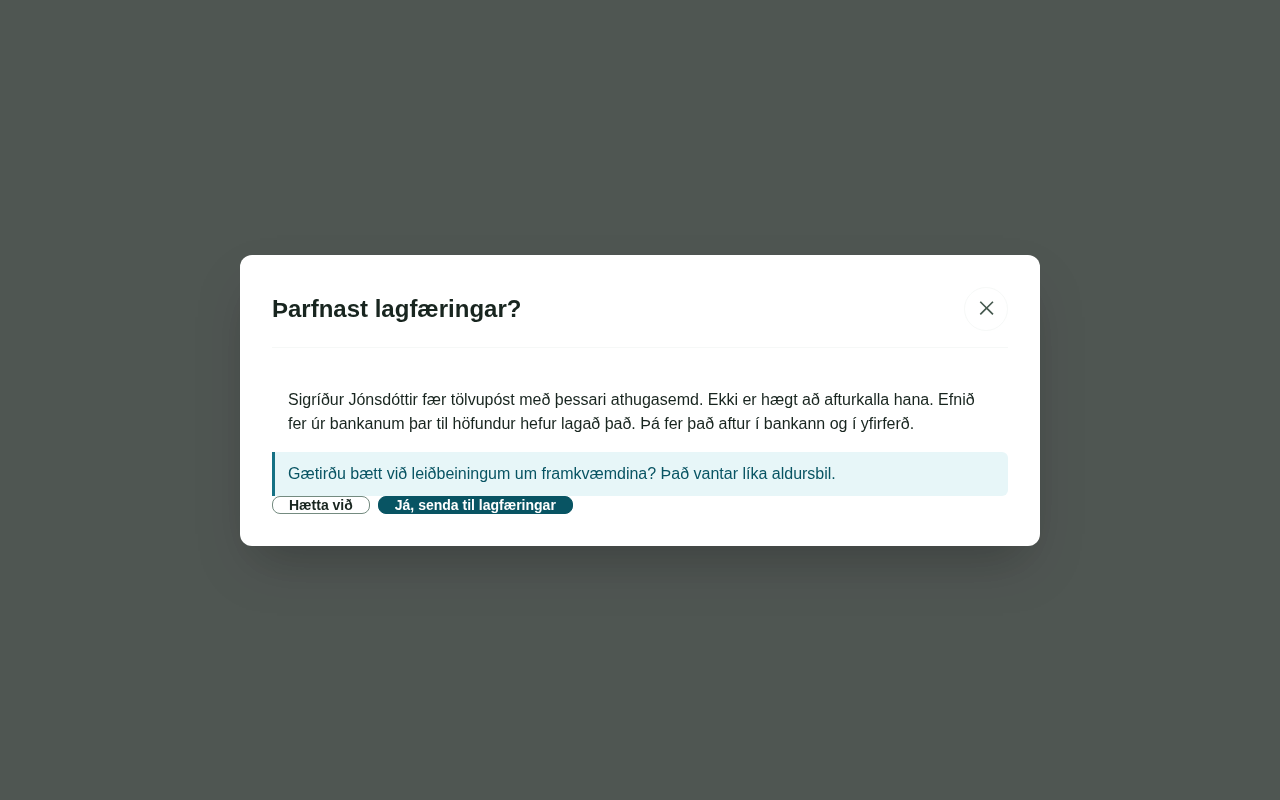 Þarfnast lagfæringar?
Sigríður Jónsdóttir fær tölvupóst með þessari athugasemd. Ekki er hægt að afturkalla hana. Efnið
fer úr bankanum þar til höfundur hefur lagað það. Þá fer það aftur í bankann og í yfirferð.
Gætirðu bætt við leiðbeiningum um framkvæmdina? Það vantar líka aldursbil.
Hætta við Já, senda til lagfæringar